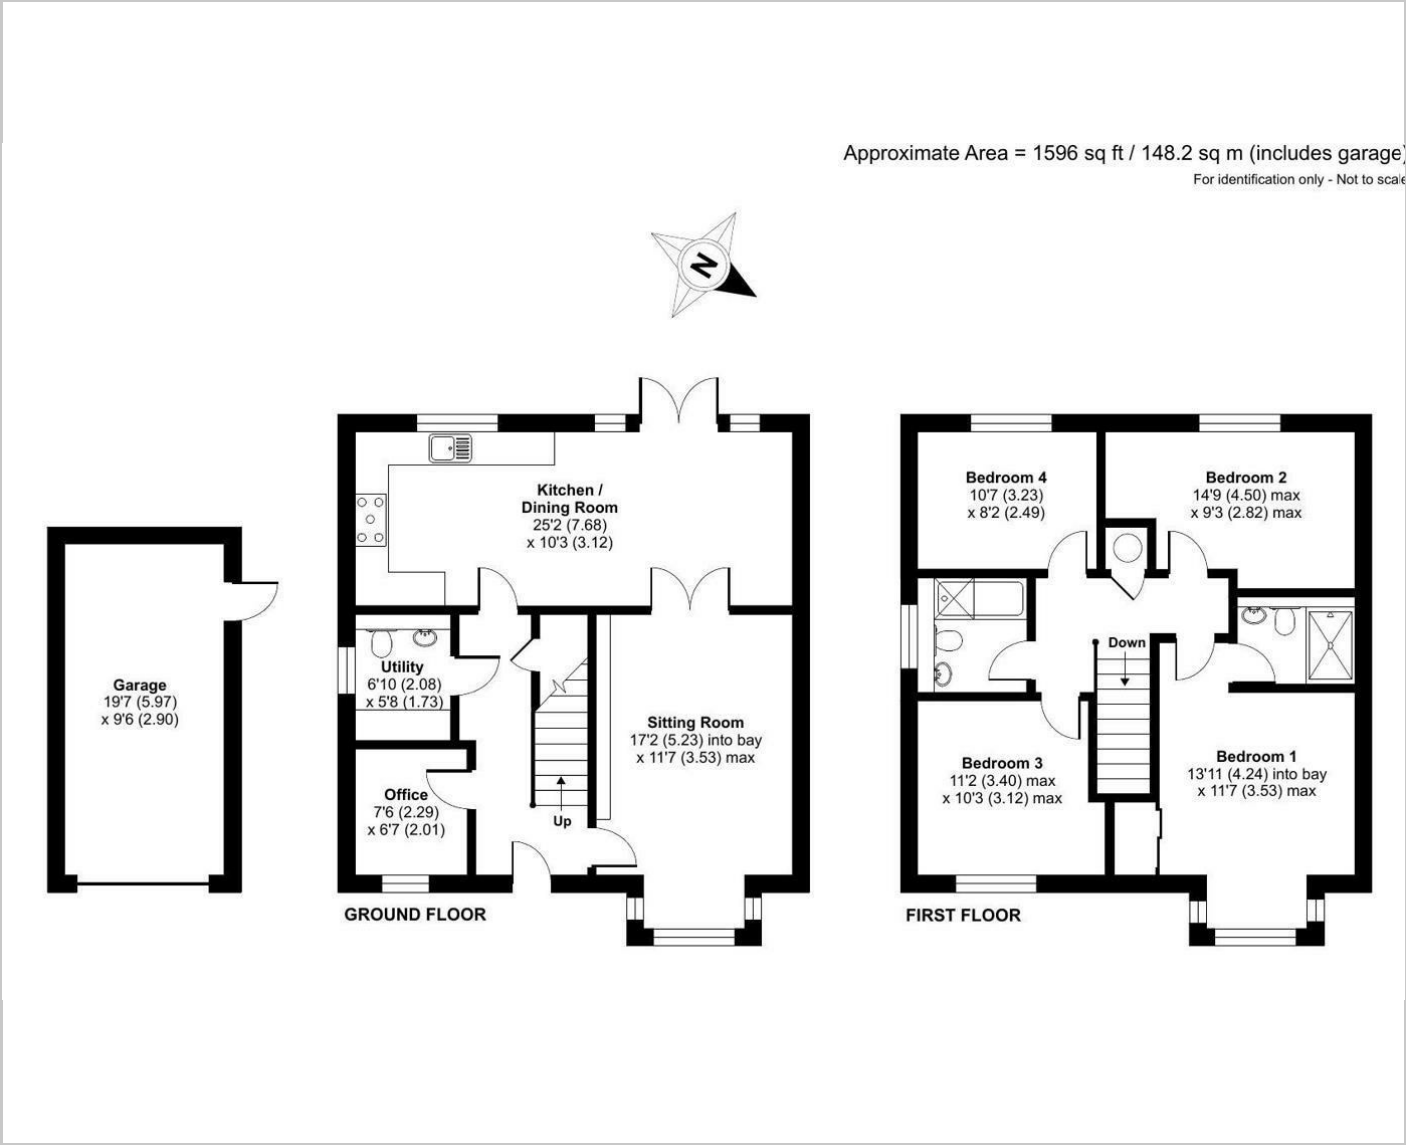 Approximate Area = 1596 sq ft / 148.2 sq m (includes garage)
For identification only - Not to scale
N
Kitchen /
Dining Room
25'2 (7.68)
x 10'3 (3.12)
Utility
6'10 (2.08)
x 5'8 (1.73)
Sitting Room
17'2 (5.23) into bay
x 11'7 (3.53) max
Office
7'6 (2.29)
x 6'7 (2.01)
Up
Garage
19'7 (5.97)
x 9'6 (2.90)
GROUND FLOOR
Bedroom 4
10'7 (3.23)
x 8'2 (2.49)
Bedroom 2
14'9 (4.50) max
x 9'3 (2.82) max
Down
Bedroom 3
11'2 (3.40) max
x 10'3 (3.12) max
Bedroom 1
13'11 (4.24) into bay
x 11'7 (3.53) max
FIRST FLOOR